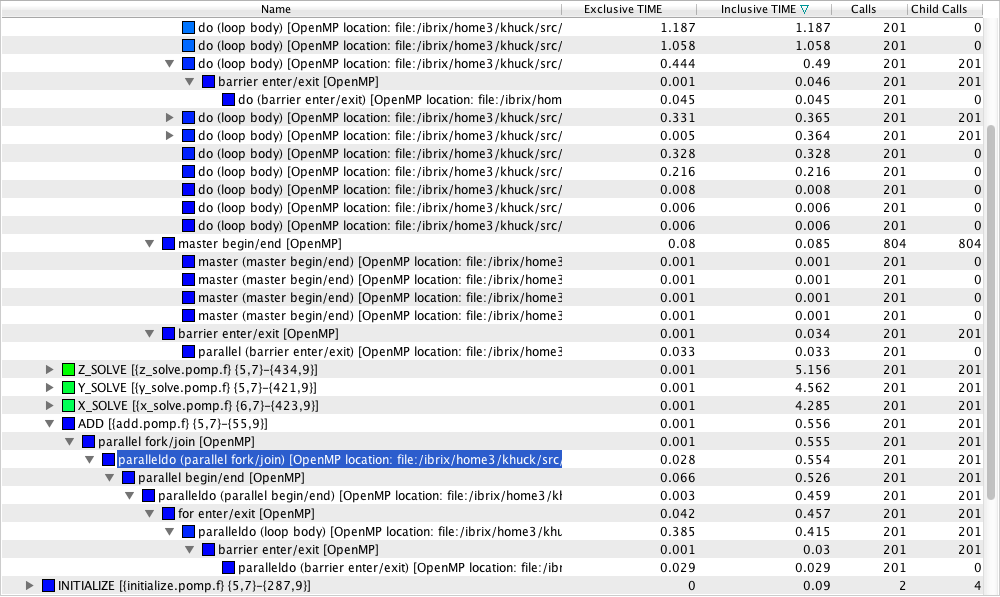 Name Exclusive TIME Inclusive TIME Calls Child Calls
do (loop body) [OpenMP location: file:/ibrix/home3/khuck/src/ 1.187 1.187 201 0
do (loop body) [OpenMP location: file:/ibrix/home3/khuck/src/ 1.058 1.058 201 0
do (loop body) [OpenMP location: file:/ibrix/home3/khuck/src/ 0.444 0.49 201 201
barrier enter/exit [OpenMP] 0.001 0.046 201 201
do (barrier enter/exit) [OpenMP location: file:/ibrix/hom 0.045 0.045 201 0
do (loop body) [OpenMP location: file:/ibrix/home3/khuck/src/ 0.331 0.365 201 201
do (loop body) [OpenMP location: file:/ibrix/home3/khuck/src/ 0.005 0.364 201 201
do (loop body) [OpenMP location: file:/ibrix/home3/khuck/src/ 0.328 0.328 201 0
do (loop body) [OpenMP location: file:/ibrix/home3/khuck/src/ 0.216 0.216 201 0
do (loop body) [OpenMP location: file:/ibrix/home3/khuck/src/ 0.008 0.008 201 0
do (loop body) [OpenMP location: file:/ibrix/home3/khuck/src/ 0.006 0.006 201 0
do (loop body) [OpenMP location: file:/ibrix/home3/khuck/src/ 0.006 0.006 201 0
master begin/end [OpenMP] 0.08 0.085 804 804
master (master begin/end) [OpenMP location: file:/ibrix/home3 0.001 0.001 201 0
master (master begin/end) [OpenMP location: file:/ibrix/home3 0.001 0.001 201 0
master (master begin/end) [OpenMP location: file:/ibrix/home3 0.001 0.001 201 0
master (master begin/end) [OpenMP location: file:/ibrix/home3 0.001 0.001 201 0
barrier enter/exit [OpenMP] 0.001 0.034 201 201
parallel (barrier enter/exit) [OpenMP location: file:/ibrix/home3 0.033 0.033 201 0
Z_SOLVE [{z_solve.pomp.f} {5,7}-{434,9}] 0.001 5.156 201 201
Y_SOLVE [{y_solve.pomp.f} {5,7}-{421,9}] 0.001 4.562 201 201
X_SOLVE [{x_solve.pomp.f} {6,7}-{423,9}] 0.001 4.285 201 201
ADD [{add.pomp.f} {5,7}-{55,9}] 0.001 0.556 201 201
parallel fork/join [OpenMP] 0.001 0.555 201 201
paralleldo (parallel fork/join) [OpenMP location: file:/ibrix/home3/khuck/src/ 0.028 0.554 201 201
parallel begin/end [OpenMP] 0.066 0.526 201 201
paralleldo (parallel begin/end) [OpenMP location: file:/ibrix/home3/kh 0.003 0.459 201 201
for enter/exit [OpenMP] 0.042 0.457 201 201
paralleldo (loop body) [OpenMP location: file:/ibrix/home3/khu 0.385 0.415 201 201
barrier enter/exit [OpenMP] 0.001 0.03 201 201
paralleldo (barrier enter/exit) [OpenMP location: file:/ibr 0.029 0.029 201 0
INITIALIZE [{initialize.pomp.f} {5,7}-{287,9}] 0 0.09 2 4